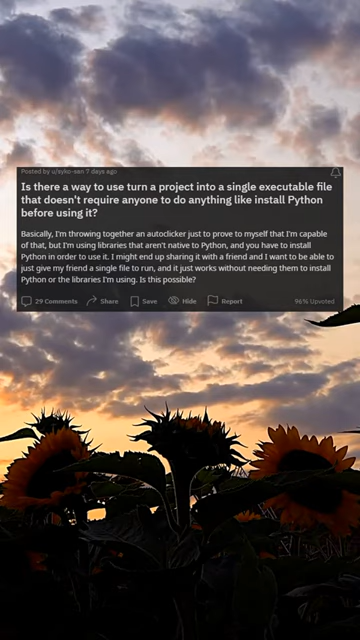 Posted by u/syko-san 7 days ago
Is there a way to use turn a project into a single executable file
that doesn't require anyone to do anything like install Python
before using it?
Basically, I'm throwing together an autoclicker just to prove to myself that I'm capable
of that, but I'm using libraries that aren't native to Python, and you have to install
Python in order to use it. I might end up sharing it with a friend and I want to be able to
just give my friend a single file to run, and it just works without needing them to install
Python or the libraries I'm using. Is this possible?
29 Comments Share Save Hide Report 96% Upvoted